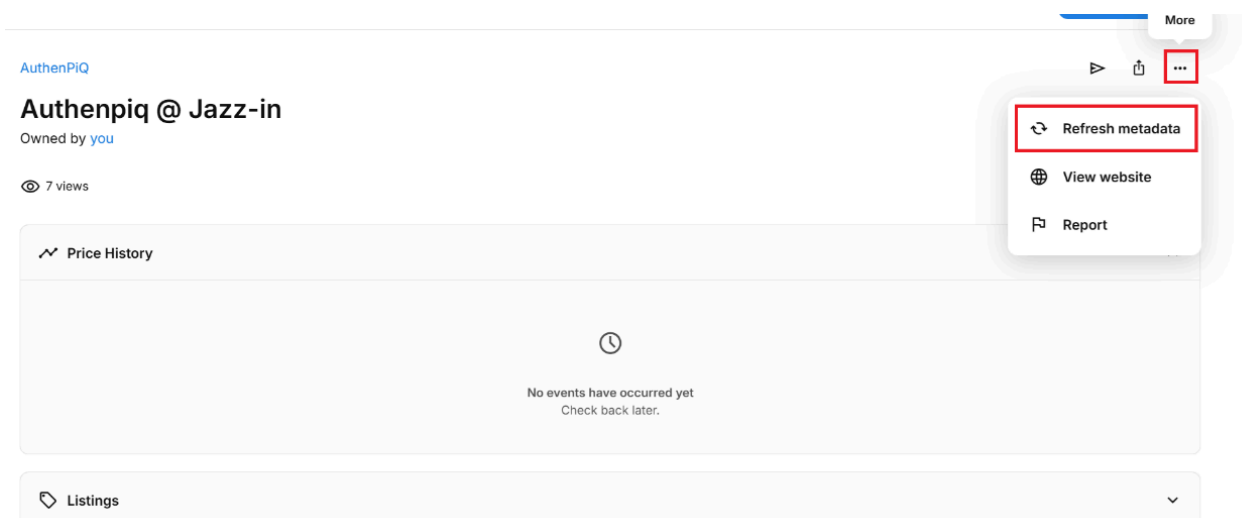 More
AuthenPiQ
Authenpiq @ Jazz-in
Owned by you
7 views
Refresh metadata
View website
Report
Price History
No events have occurred yet
Check back later.
Listings